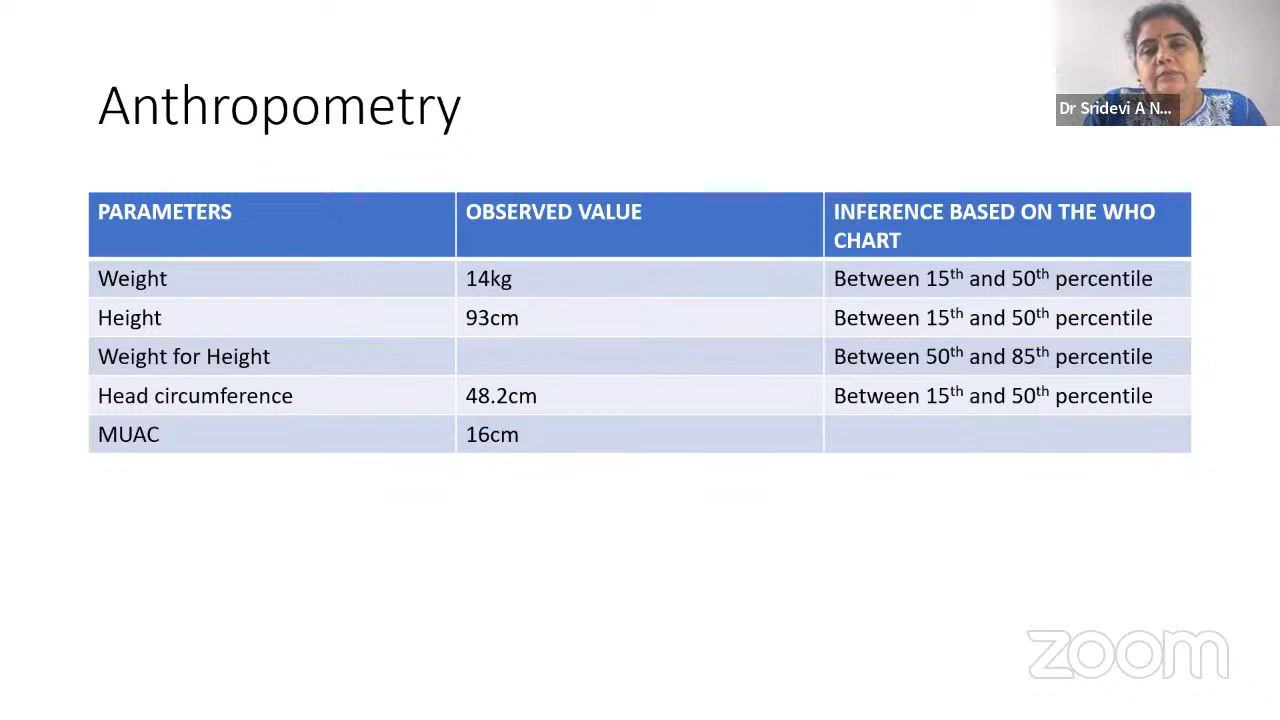 Anthropometry
Dr Sridevi A N...
PARAMETERS OBSERVED VALUE INFERENCE BASED ON THE WHO
CHART
Weight 14kg Between 15th and 50th percentile
Height 93cm Between 15th and 50th percentile
Weight for Height Between 50th and 85th percentile
Head circumference 48.2cm Between 15th and 50th percentile
MUAC 16cm
zoom